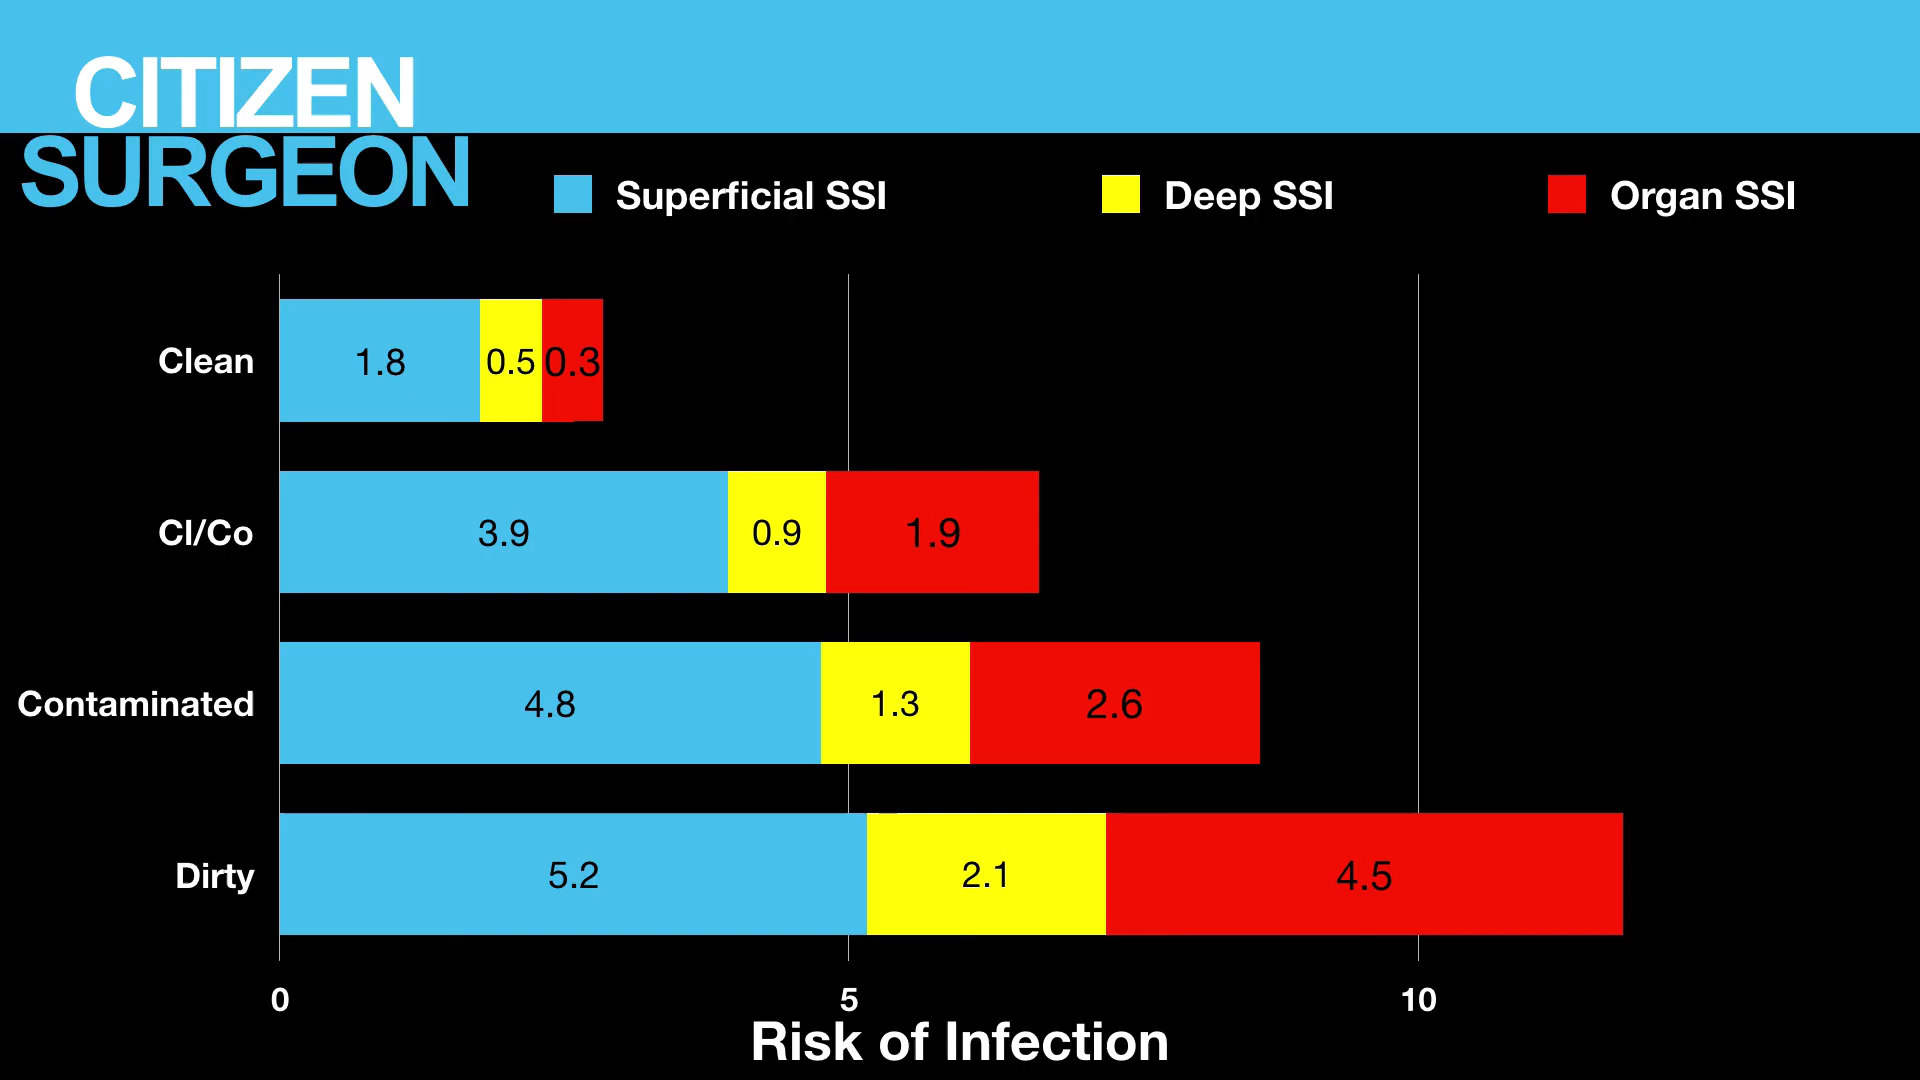 CITIZEN
SURGEON
Superficial SSI Deep SSI Organ SSI
Clean 1.8 0.5 0.3
Cl/Co 3.9 0.9 1.9
Contaminated 4.8 1.3 2.6
Dirty 5.2 2.1 4.5
0 5 10
Risk of Infection